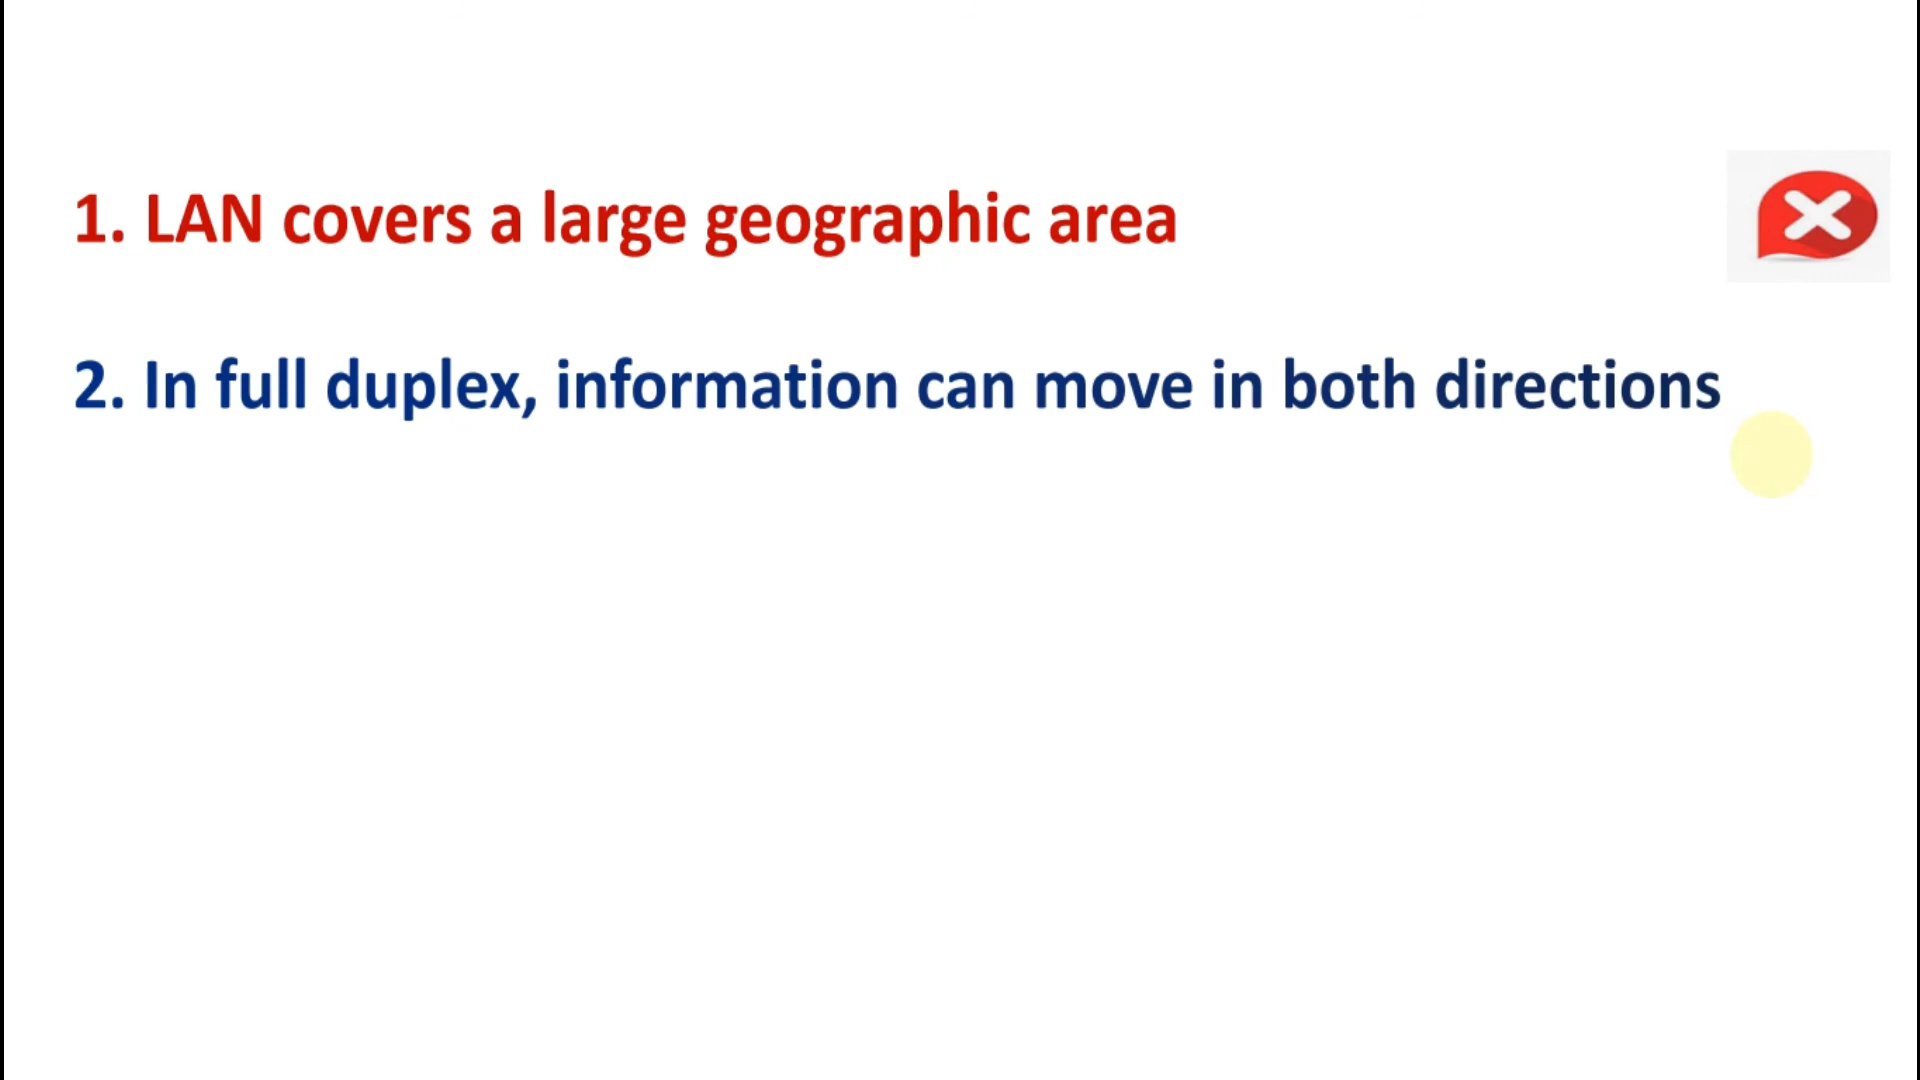 1. LAN covers a large geographic area
2. In full duplex, information can move in both directions